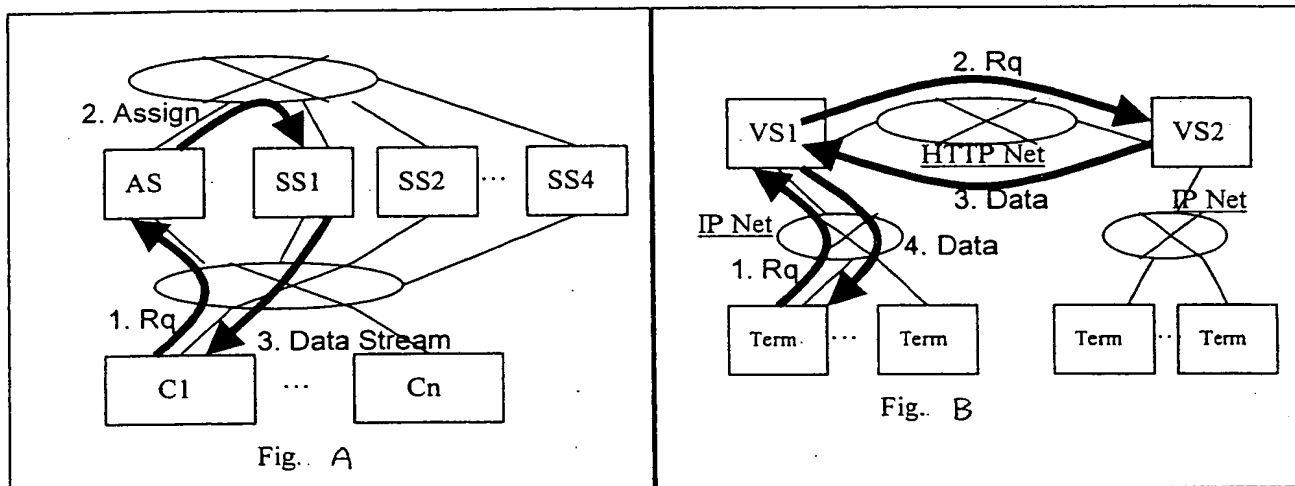 2. Assign
AS
SS1
SS2
...
SS4
1. Rq
3. Data Stream
C1
...
Cn
Fig.. A
2. Rq
VS1
VS2
HTTP Net
3. Data
IP Net
IP Net
4. Data
1. Rq
Term
...
Term
Term
...
Term
Fig.. B